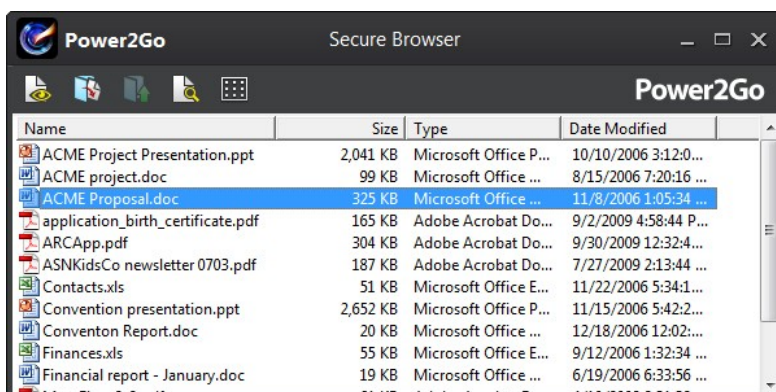 Power2Go Secure Browser
Power2Go
Name Size Type Date Modified
ACME Project Presentation.ppt 2,041 KB Microsoft Office P... 10/10/2006 3:12:0...
ACME project.doc 99 KB Microsoft Office ... 8/15/2006 7:20:16 ...
ACME Proposal.doc 325 KB Microsoft Office ... 11/8/2006 1:05:34 ...
application_birth_certificate.pdf 165 KB Adobe Acrobat Do... 9/2/2009 4:58:44 P...
ARCApp.pdf 304 KB Adobe Acrobat Do... 9/30/2009 12:32:4...
ASNKidsCo newsletter 0703.pdf 187 KB Adobe Acrobat Do... 7/27/2009 2:13:44 ...
Contacts.xls 51 KB Microsoft Office E... 11/22/2006 5:34:1...
Convention presentation.ppt 2,652 KB Microsoft Office P... 11/15/2006 5:42:2...
Conventon Report.doc 20 KB Microsoft Office ... 12/18/2006 12:02:...
Finances.xls 55 KB Microsoft Office E... 9/12/2006 1:32:34 ...
Financial report - January.doc 19 KB Microsoft Office ... 6/19/2006 6:33:56 ...